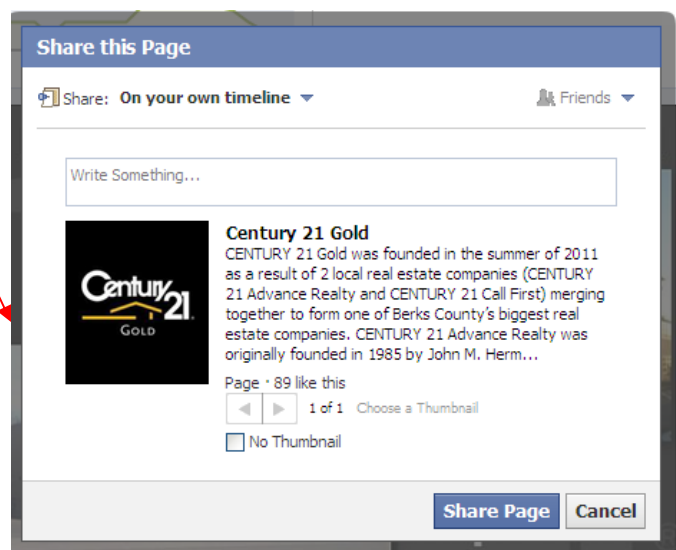 Share this Page
Share: On your own timeline
Friends
Write Something...
Century 21
GOLD
Century 21 Gold
CENTURY 21 Gold was founded in the summer of 2011
as a result of 2 local real estate companies (CENTURY
21 Advance Realty and CENTURY 21 Call First) merging
together to form one of Berks County's biggest real
estate companies. CENTURY 21 Advance Realty was
originally founded in 1985 by John M. Herm...
Page · 89 like this
1 of 1 Choose a Thumbnail
No Thumbnail
Share Page Cancel